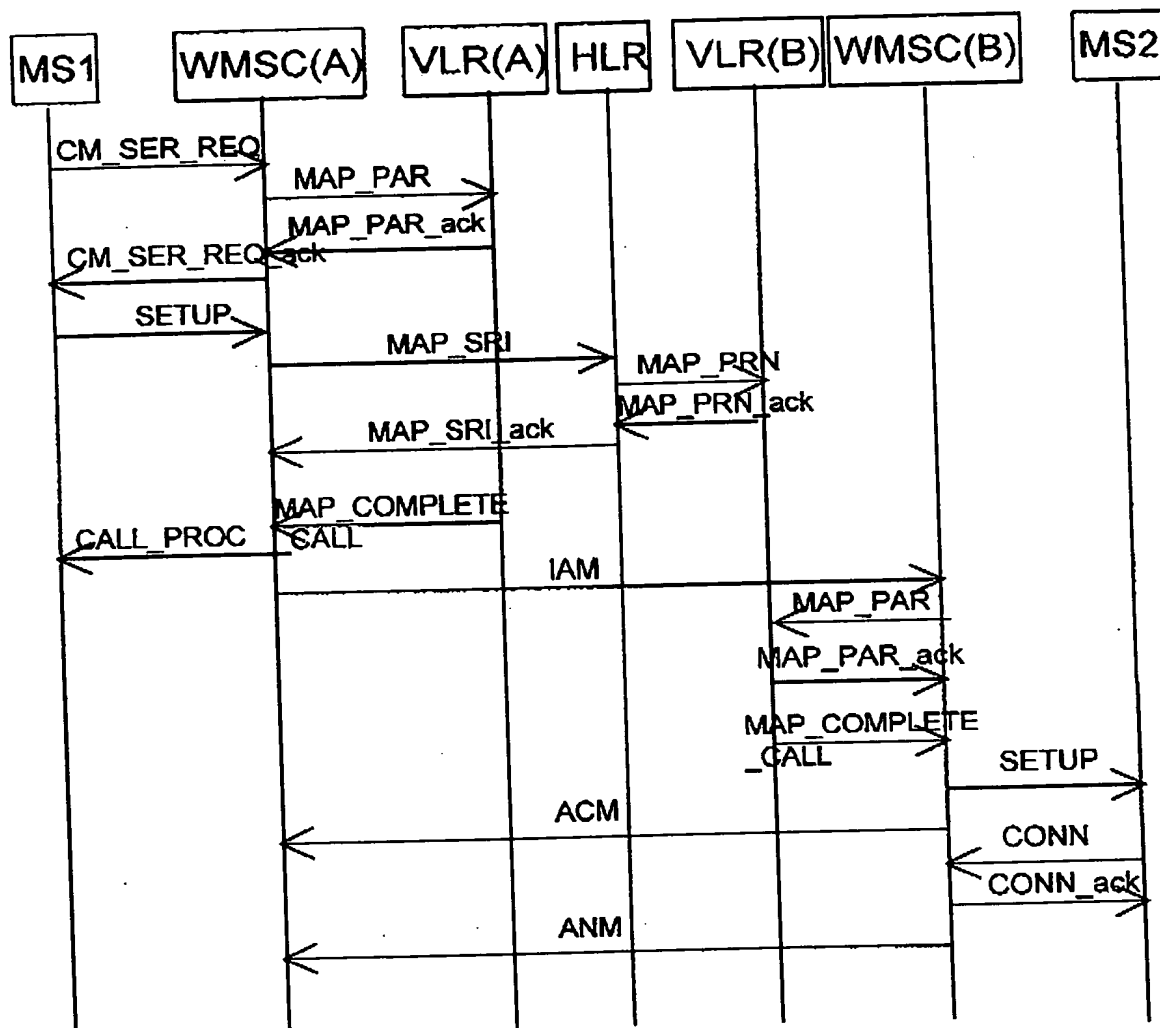 MS1
WMSC(A)
VLR(A)
HLR
VLR(B)
WMSC(B)
MS2
CM_SER_REQ
MAP_PAR
MAP_PAR_ack
CM_SER_REQ_ack
SETUP
MAP_SRI
MAP_PRN
MAP_PRN_ack
MAP_SRI_ack
MAP_COMPLETE
CALL
CALL_PROC
IAM
MAP_PAR
MAP_PAR_ack
MAP_COMPLETE
_CALL
SETUP
ACM
CONN
CONN_ack
ANM